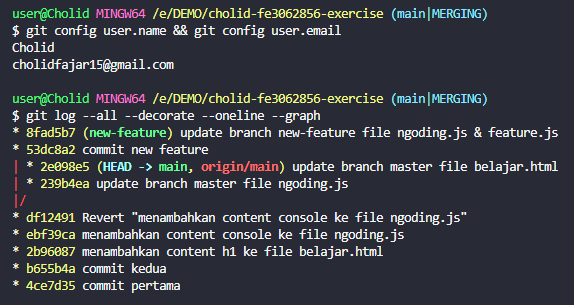 user@Cholid MINGW64 /e/DEMO/cholid-fe3062856-exercise (main|MERGING)
$ git config user.name && git config user.email
Cholid
cholidfajar15@gmail.com

user@Cholid MINGW64 /e/DEMO/cholid-fe3062856-exercise (main|MERGING)
$ git log --all --decorate --oneline --graph
* 8fad5b7 (new-feature) update branch new-feature file ngoding.js & feature.js
* 53dc8a2 commit new feature
| * 2e098e5 (HEAD -> main, origin/main) update branch master file belajar.html
| * 239b4ea update branch master file ngoding.js
|/
* df12491 Revert "menambahkan content console ke file ngoding.js"
* ebf39ca menambahkan content console ke file ngoding.js
* 2b96087 menambahkan content h1 ke file belajar.html
* b655b4a commit kedua
* 4ce7d35 commit pertama